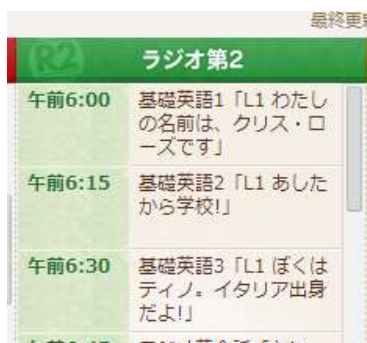 最終更
R2
ラジオ第2
午前6:00
基礎英語1「L1 わたし
の名前は、クリス・ロ
ーズです」
午前6:15
基礎英語2「L1 あした
から学校!」
午前6:30
基礎英語3「L1 ぼくは
ティノ。イタリア出身
だよ!」